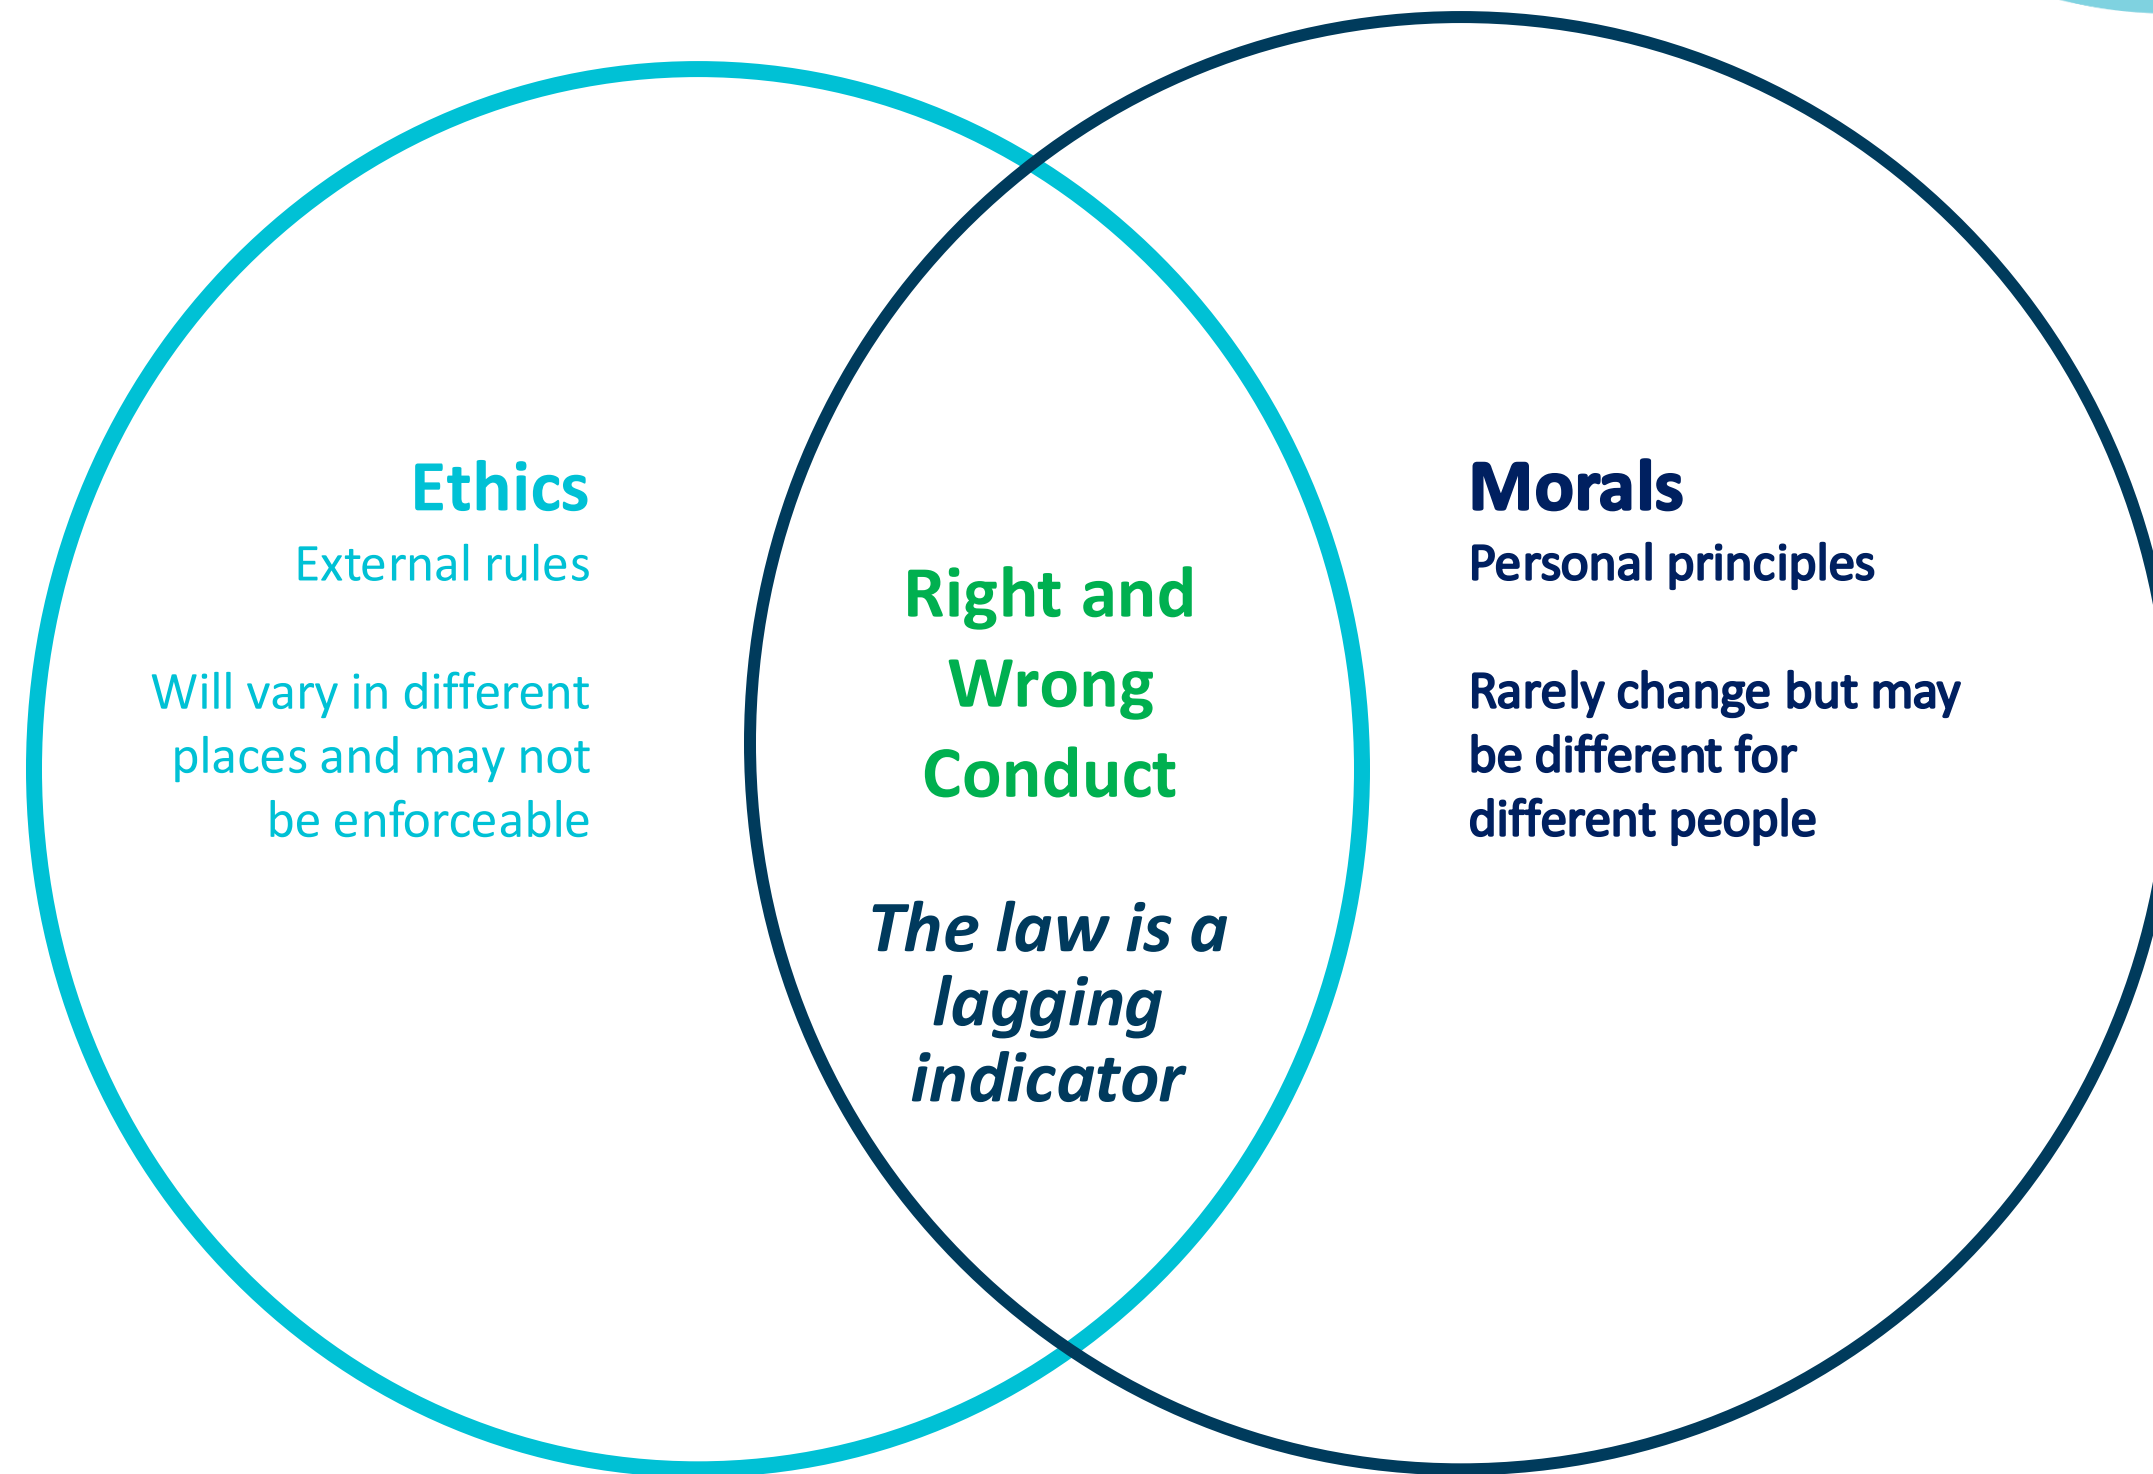 Ethics
External rules
Will vary in different
places and may not
be enforceable
Right and
Wrong
Conduct
The law is a
lagging
indicator
Morals
Personal principles
Rarely change but may
be different for
different people